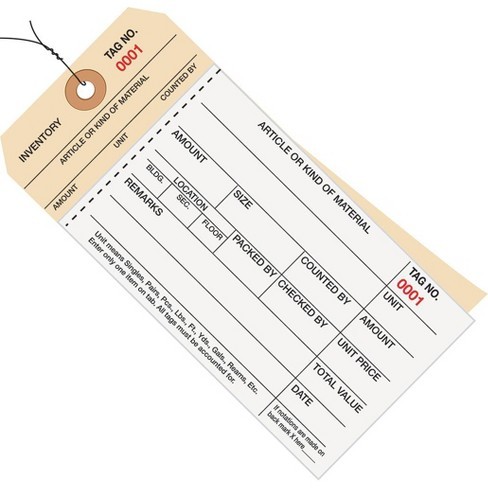 TAG NO.
0001
INVENTORY
ARTICLE OR KIND OF MATERIAL
AMOUNT
UNIT
COUNTED BY
ARTICLE OR KIND OF MATERIAL
AMOUNT
SIZE
BLDG.
LOCATION
SEC.
FLOOR
REMARKS
PACKED BY
COUNTED BY
CHECKED BY
TAG NO.
0001
UNIT
AMOUNT
UNIT PRICE
TOTAL VALUE
DATE
Unit means Singles, Pairs, Pcs., Lbs., Ft., Yds., Gals., Reams, Etc.
Enter only one item on tab. All tags must be accounted for.
If notations are made on
back mark X here